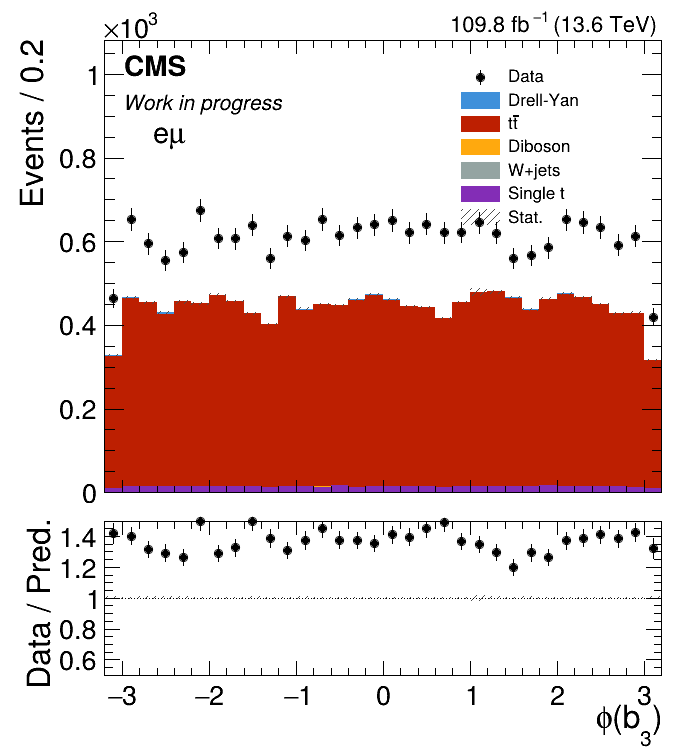 ×10³ 109.8 fb⁻¹ (13.6 TeV)
CMS
Work in progress
eμ
Data
Drell-Yan
tt̄
Diboson
W+jets
Single t
Stat.
Events / 0.2
1
0.8
0.6
0.4
0.2
0
Data / Pred.
1.4
1.2
1
0.8
0.6
−3 −2 −1 0 1 2 3
ϕ(b₃)